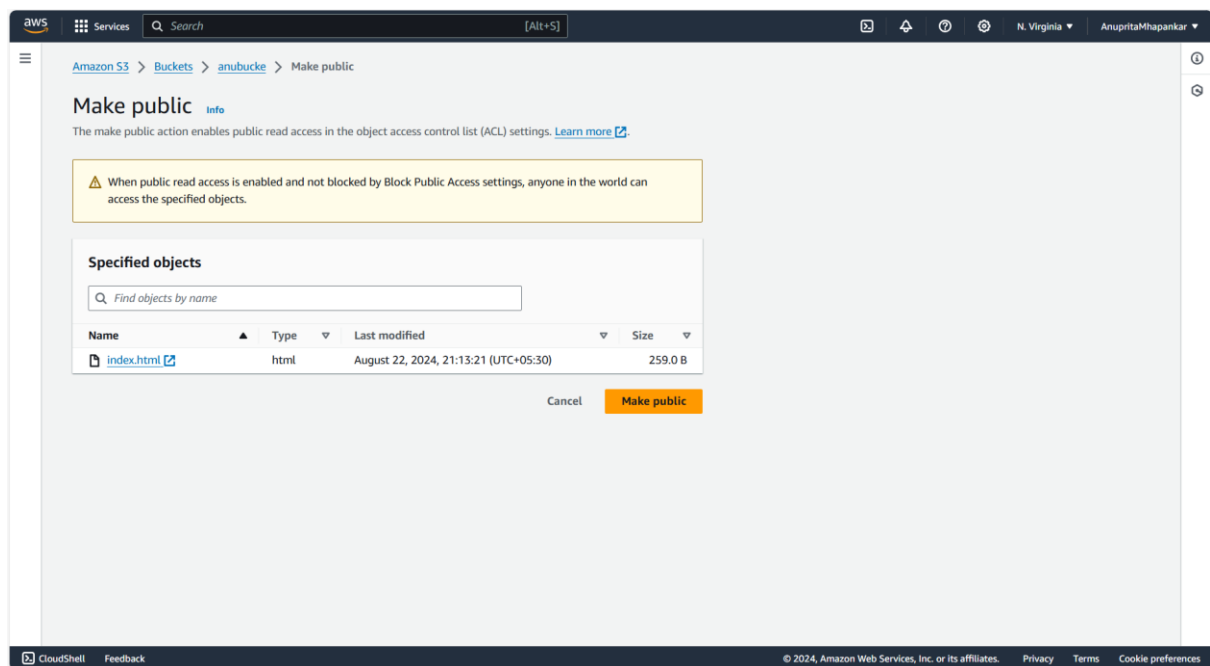 aws Services Search [Alt+S] N. Virginia AnupritaMhapankar
Amazon S3 > Buckets > anubucke > Make public
Make public Info
The make public action enables public read access in the object access control list (ACL) settings. Learn more.
When public read access is enabled and not blocked by Block Public Access settings, anyone in the world can
access the specified objects.
Specified objects
Find objects by name
Name Type Last modified Size
index.html html August 22, 2024, 21:13:21 (UTC+05:30) 259.0 B
Cancel Make public
CloudShell Feedback © 2024, Amazon Web Services, Inc. or its affiliates. Privacy Terms Cookie preferences